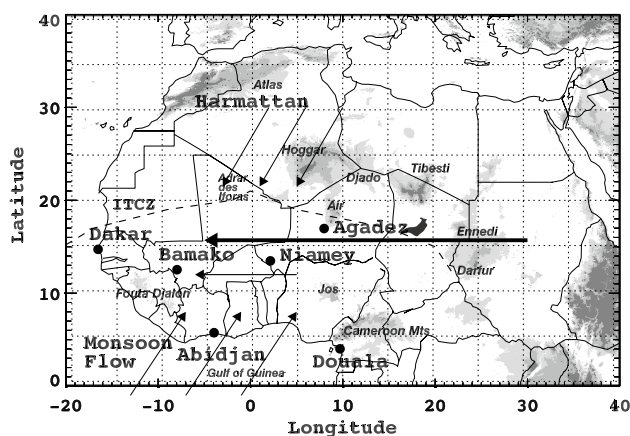 40
30
20
10
0
Latitude
Atlas
Harmattan
Hoggar
Adrar
des
Iforas
Djado
Tibesti
Air
ITCZ
Agadez
Ennedi
Dakar
Bamako
Niamey
Darfur
Fouta Djalon
Jos
Monsoon
Flow
Abidjan
Cameroon Mts
Gulf of Guinea
Douala
-20 -10 0 10 20 30 40
Longitude